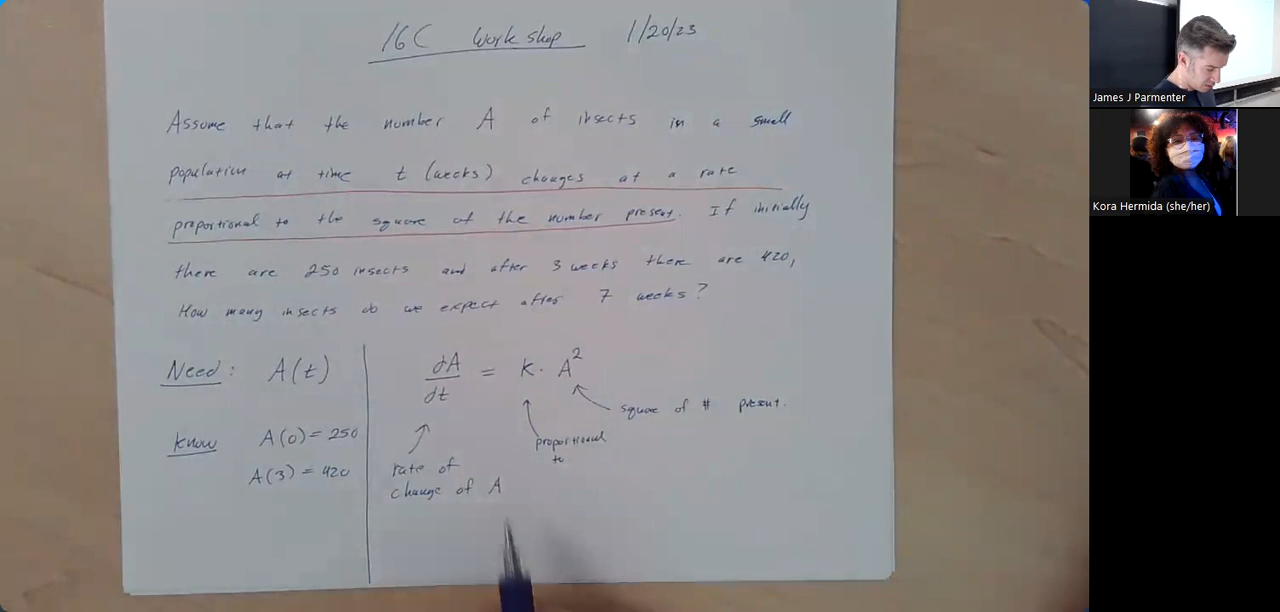 16C Workshop 1/20/23
Assume that the number A of insects in a small
population at time t (weeks) changes at a rate
proportional to the square of the number present. If initially
there are 250 insects and after 3 weeks there are 420,
How many insects do we expect after 7 weeks?
Need: A(t)
dA/dt = K · A²
square of # present.
proportional
to
Know A(0) = 250
A(3) = 420
rate of
change of A
James J Parmenter
Kora Hermida (she/her)